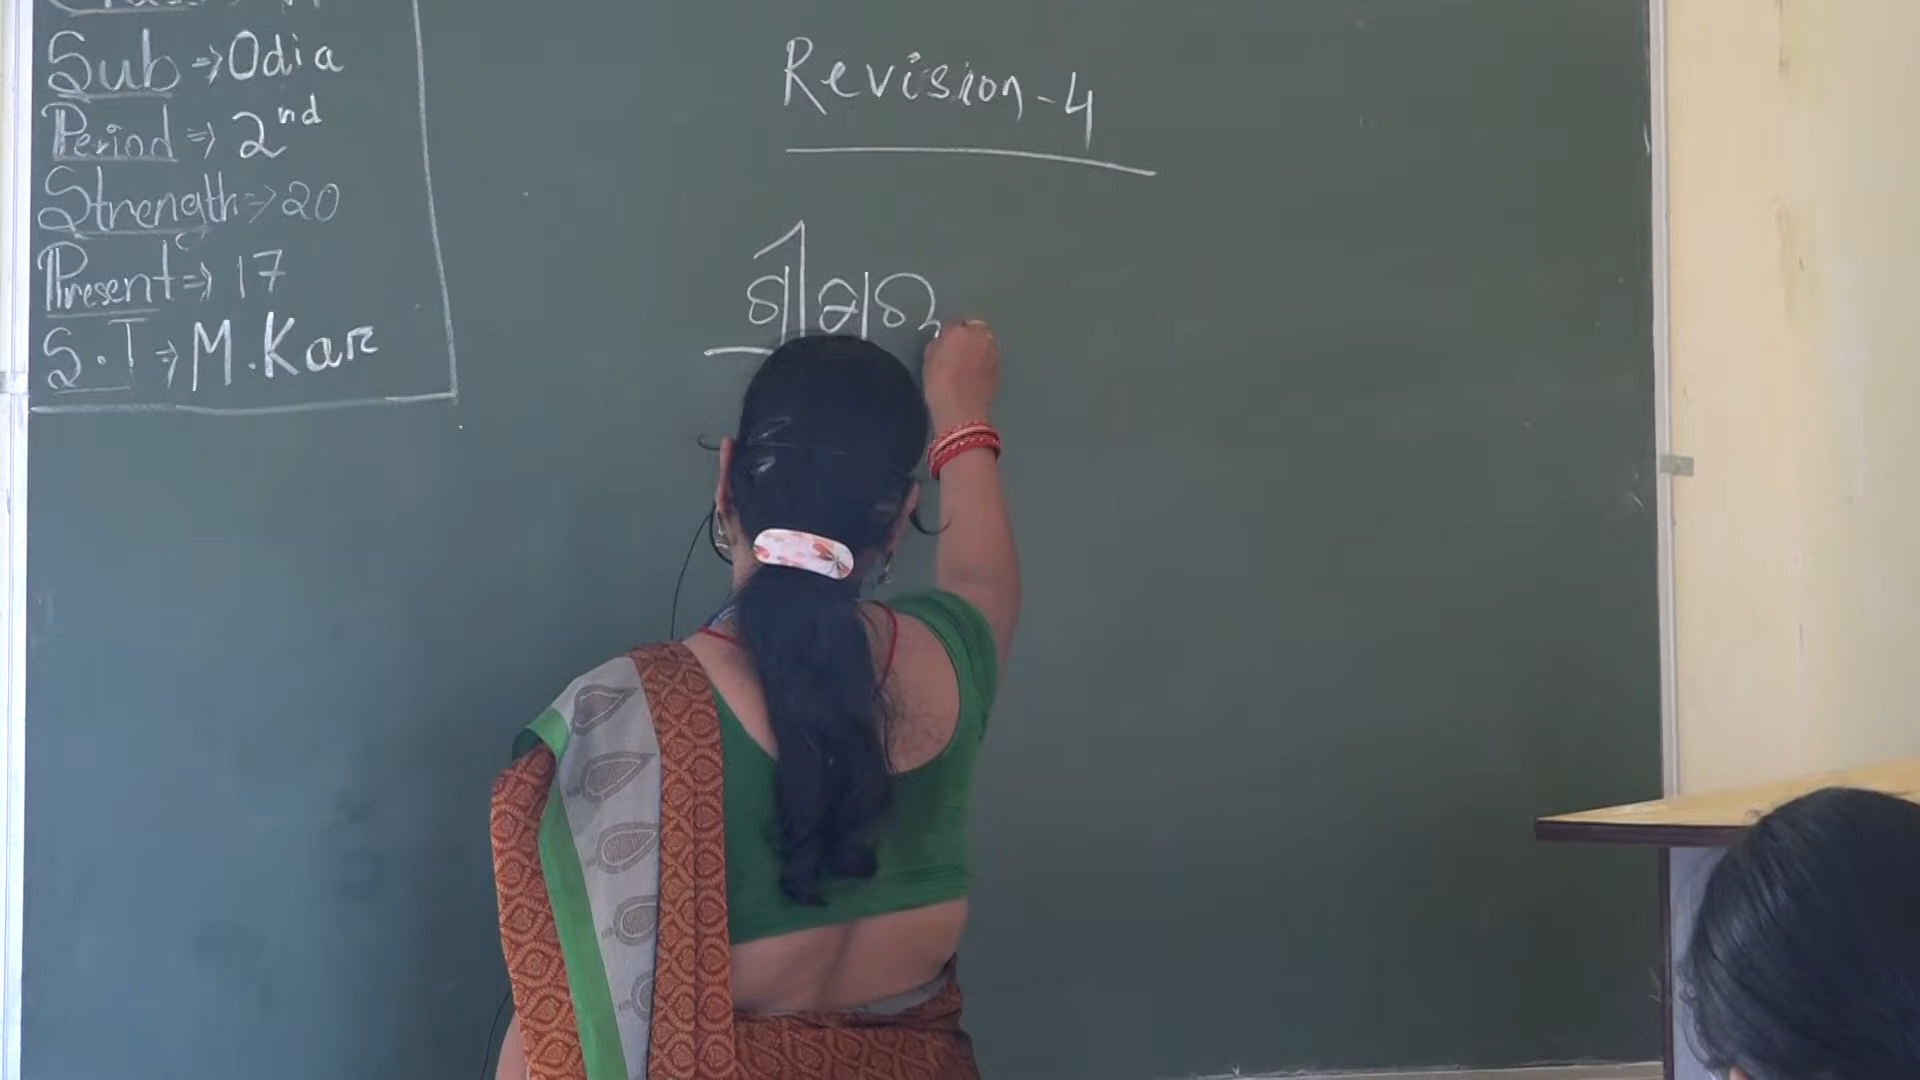 Sub ⇒ Odia
Period ⇒ 2nd
Strength ⇒ 20
Present ⇒ 17
S.T ⇒ M.Kar
Revision-4